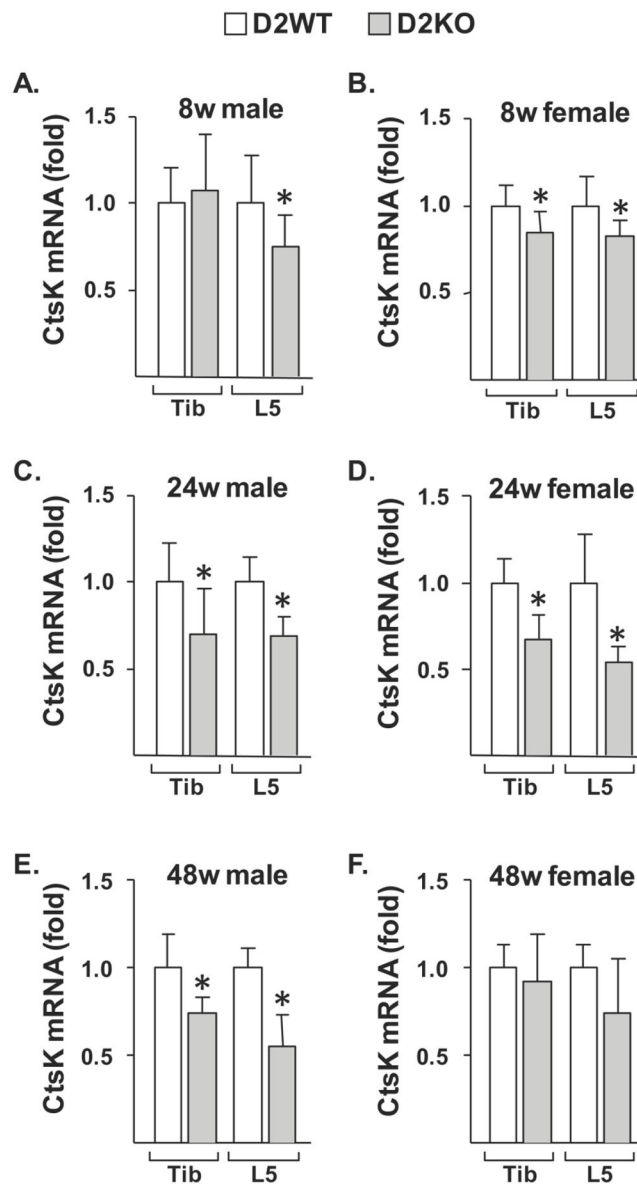 D2WT D2KO
A.
8w male
CtsK mRNA (fold)
1.5
1.0
0.5
*
Tib L5
B.
8w female
CtsK mRNA (fold)
1.5
1.0
0.5
* *
Tib L5
C.
24w male
CtsK mRNA (fold)
1.5
1.0
0.5
* *
Tib L5
D.
24w female
CtsK mRNA (fold)
1.5
1.0
0.5
* *
Tib L5
E.
48w male
CtsK mRNA (fold)
1.5
1.0
0.5
* *
Tib L5
F.
48w female
CtsK mRNA (fold)
1.5
1.0
0.5
Tib L5